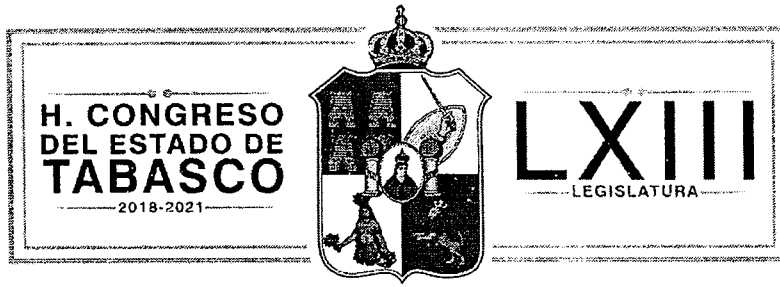 H. CONGRESO
DEL ESTADO DE
TABASCO
2018-2021
LXIII
LEGISLATURA